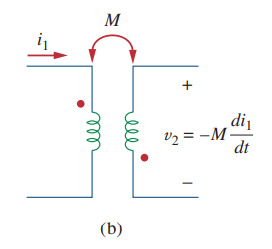 M
i₁
+
v₂ = −M di₁/dt
−
(b)